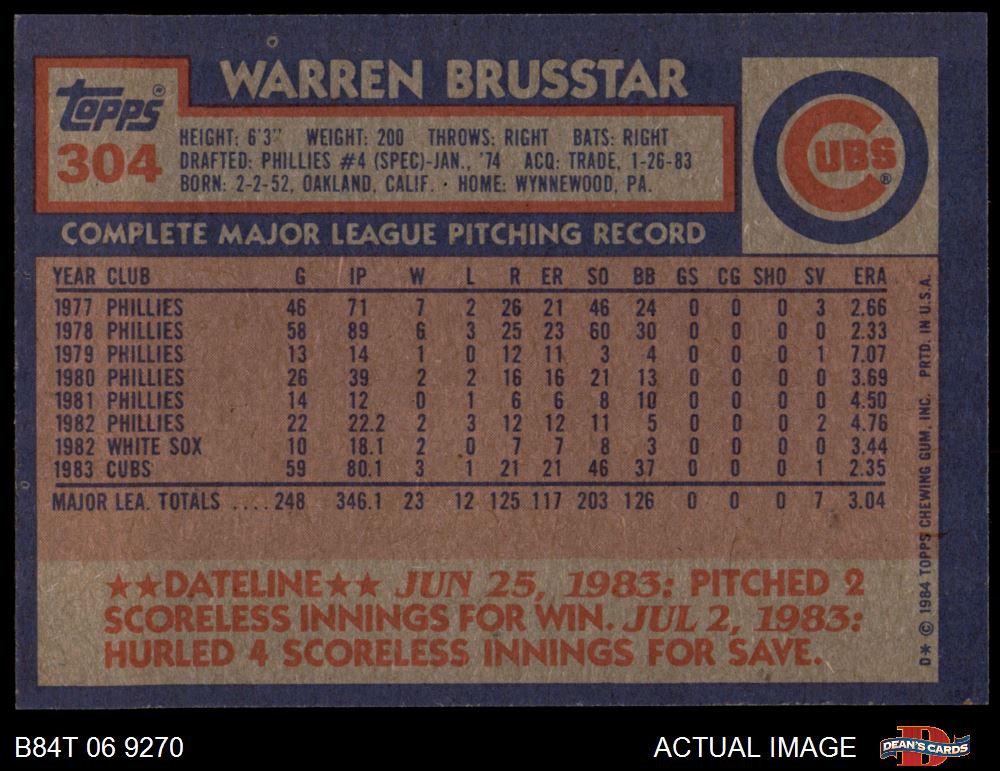 WARREN BRUSSTAR
Topps®
304
HEIGHT: 6'3" WEIGHT: 200 THROWS: RIGHT BATS: RIGHT
DRAFTED: PHILLIES #4 (SPEC)-JAN., '74 ACQ: TRADE, 1-26-83
BORN: 2-2-52, OAKLAND, CALIF. · HOME: WYNNEWOOD, PA.
CUBS®
COMPLETE MAJOR LEAGUE PITCHING RECORD
YEAR CLUB G IP W L R ER SO BB GS CG SHO SV ERA
1977 PHILLIES 46 71 7 2 26 21 46 24 0 0 0 3 2.66
1978 PHILLIES 58 89 6 3 25 23 60 30 0 0 0 0 2.33
1979 PHILLIES 13 14 1 0 12 11 3 4 0 0 0 1 7.07
1980 PHILLIES 26 39 2 2 16 16 21 13 0 0 0 0 3.69
1981 PHILLIES 14 12 0 1 6 6 8 10 0 0 0 0 4.50
1982 PHILLIES 22 22.2 2 3 12 12 11 5 0 0 0 2 4.76
1982 WHITE SOX 10 18.1 2 0 7 7 8 3 0 0 0 0 3.44
1983 CUBS 59 80.1 3 1 21 21 46 37 0 0 0 1 2.35
MAJOR LEA. TOTALS .... 248 346.1 23 12 125 117 203 126 0 0 0 7 3.04
★★DATELINE★★ JUN 25, 1983: PITCHED 2
SCORELESS INNINGS FOR WIN. JUL 2, 1983:
HURLED 4 SCORELESS INNINGS FOR SAVE.
D* © 1984 TOPPS CHEWING GUM, INC. PRTD. IN U.S.A.
B84T 06 9270
ACTUAL IMAGE
DEAN'S CARDS